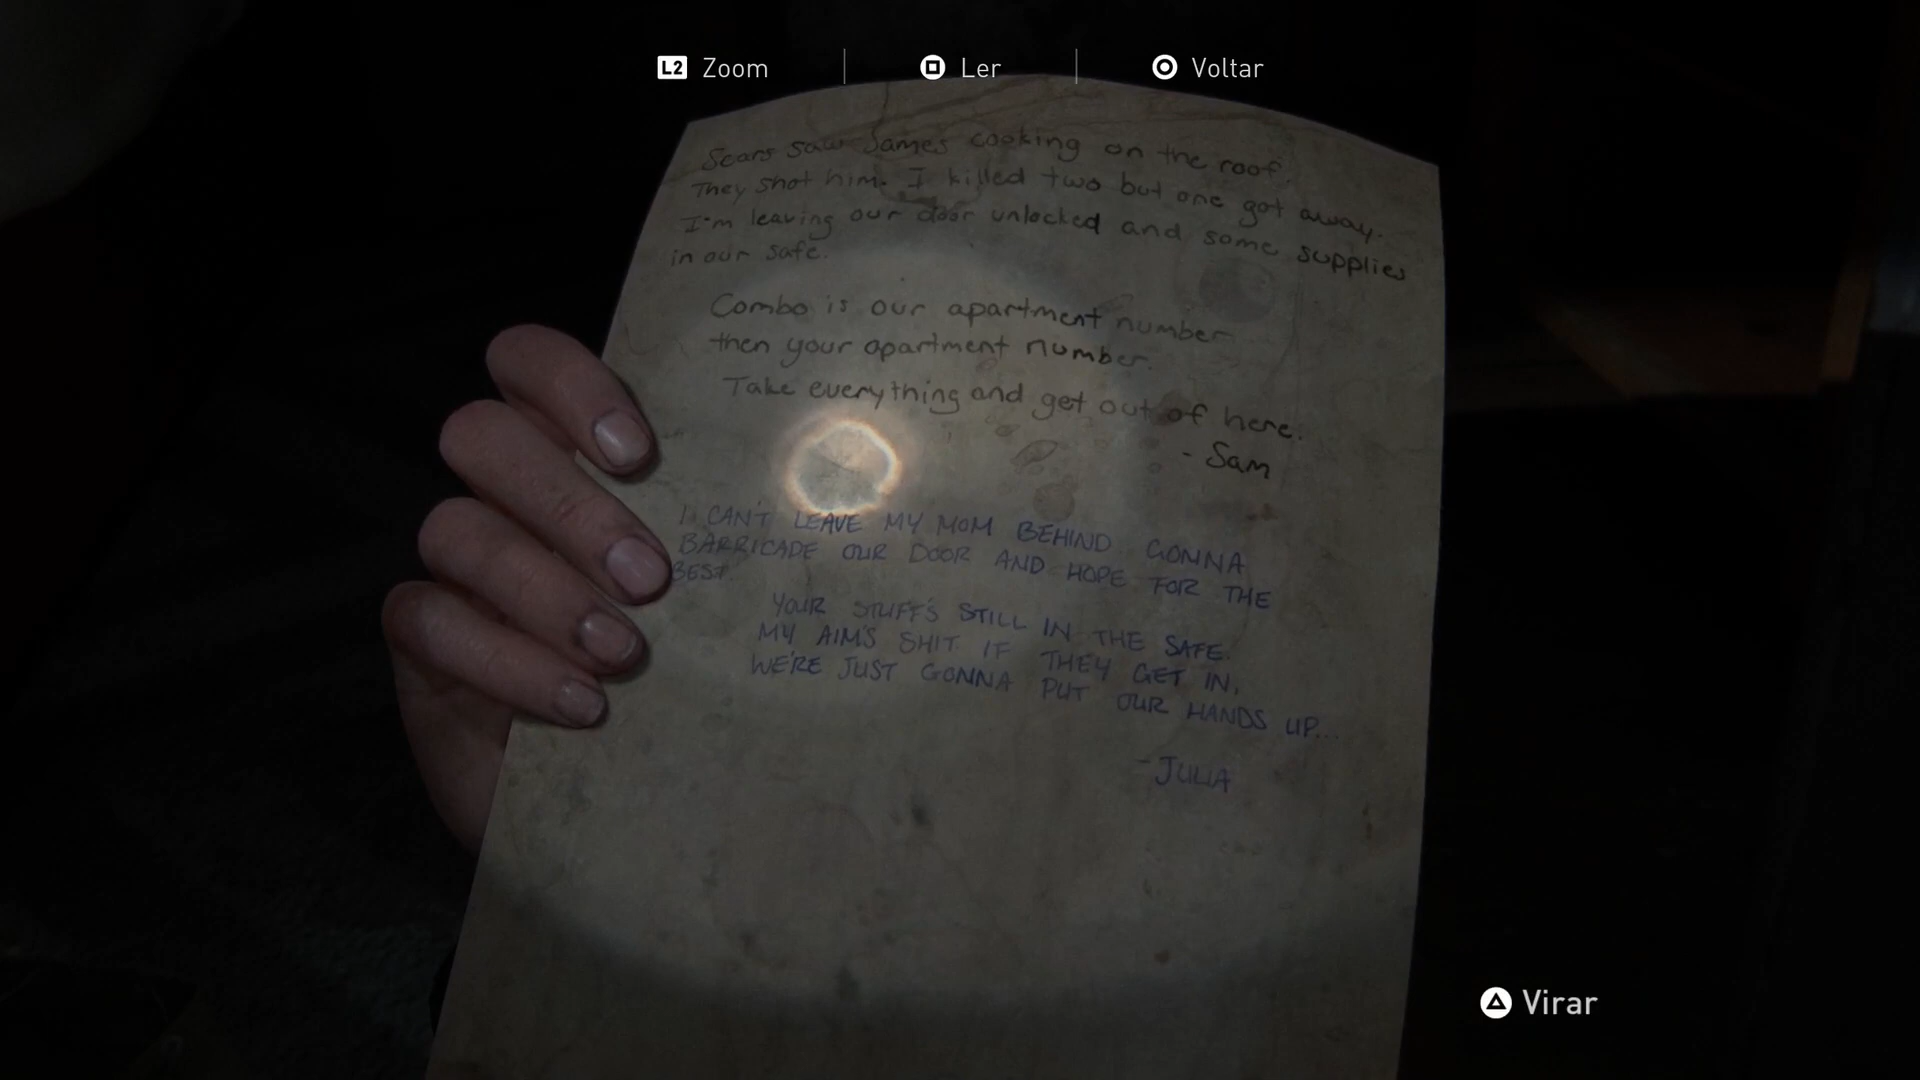 L2 Zoom
Ler
Voltar
Scars saw James cooking on the roof.
They shot him. I killed two but one got away.
I'm leaving our door unlocked and some supplies
in our safe.
Combo is our apartment number
then your apartment number.
Take everything and get out of here.
- Sam
I CAN'T LEAVE MY MOM BEHIND. GONNA
BARRICADE OUR DOOR AND HOPE FOR THE
BEST.
YOUR STUFF'S STILL IN THE SAFE.
MY AIM'S SHIT. IF THEY GET IN,
WE'RE JUST GONNA PUT OUR HANDS UP...
- JULIA
Virar